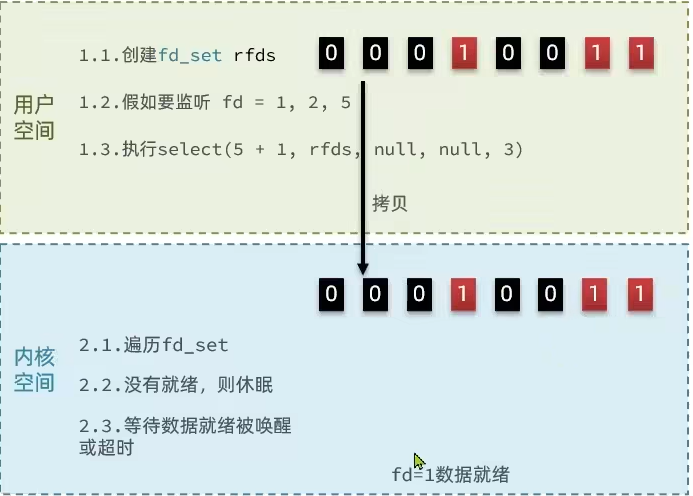 1.1.创建fd_set rfds
0 0 0 1 0 0 1 1
用户
空间
1.2.假如要监听 fd = 1, 2, 5
1.3.执行select(5 + 1, rfds, null, null, 3)
拷贝
0 0 0 1 0 0 1 1
内核
空间
2.1.遍历fd_set
2.2.没有就绪，则休眠
2.3.等待数据就绪被唤醒
或超时
fd=1数据就绪